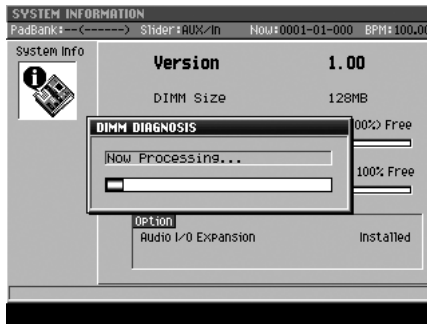 SYSTEM INFORMATION
PadBank:--(------) Slider:AUX/In Now:0001-01-000 BPM:100.00
System Info
Version 1.00
DIMM Size 128MB
00%) Free
DIMM DIAGNOSIS
Now Processing...
100% Free
Option
Audio I/O Expansion Installed